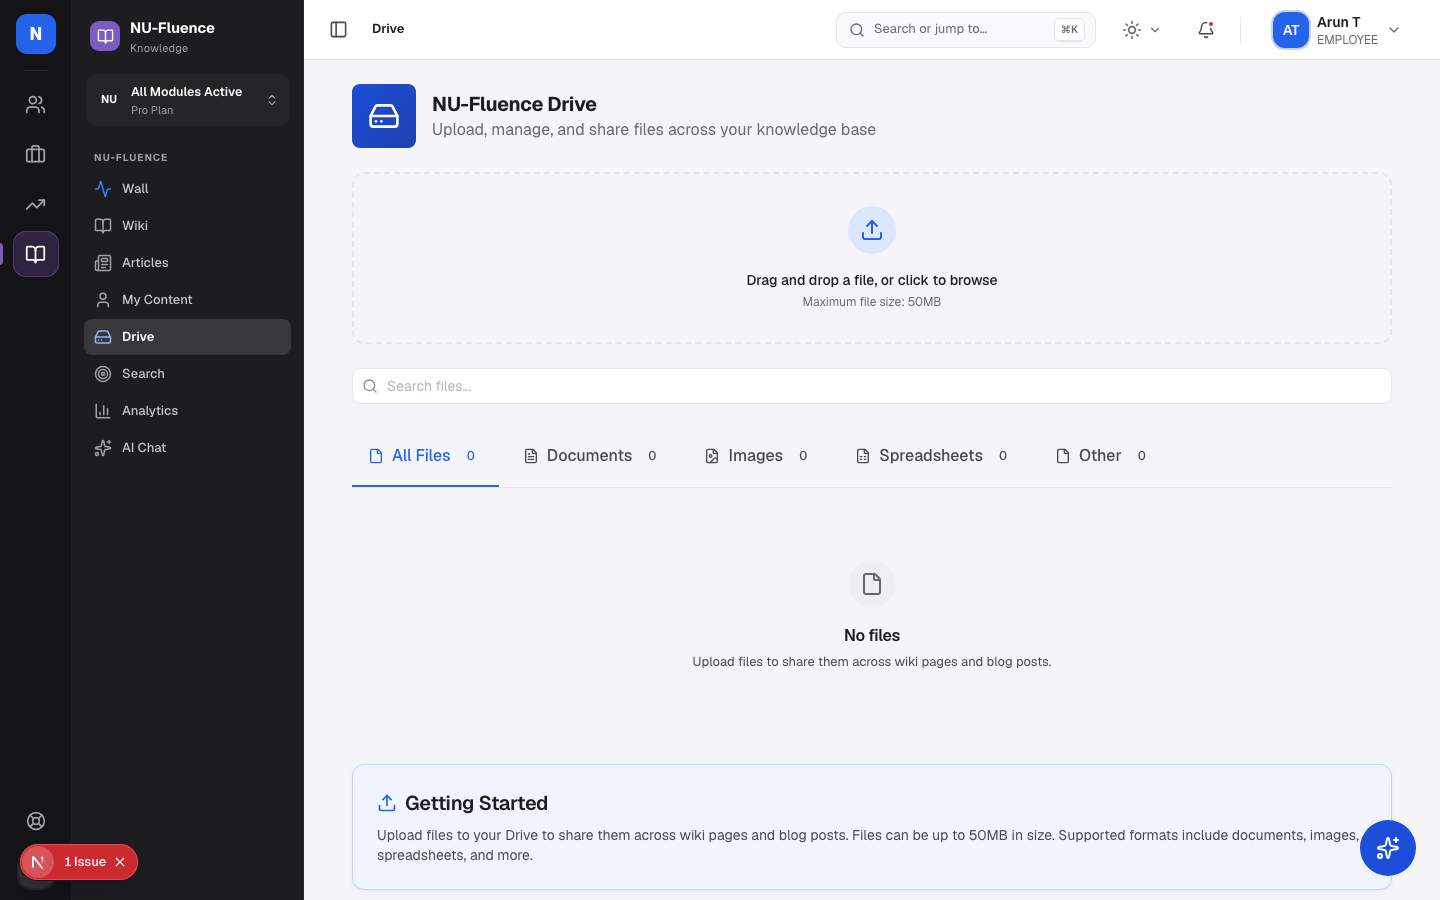 N
NU-Fluence
Knowledge
NU
All Modules Active
Pro Plan
NU-FLUENCE
Wall
Wiki
Articles
My Content
Drive
Search
Analytics
AI Chat
N
1 Issue
Drive
Search or jump to...
⌘K
AT
Arun T
EMPLOYEE
NU-Fluence Drive
Upload, manage, and share files across your knowledge base
Drag and drop a file, or click to browse
Maximum file size: 50MB
Search files...
All Files 0
Documents 0
Images 0
Spreadsheets 0
Other 0
No files
Upload files to share them across wiki pages and blog posts.
Getting Started
Upload files to your Drive to share them across wiki pages and blog posts. Files can be up to 50MB in size. Supported formats include documents, images,
spreadsheets, and more.